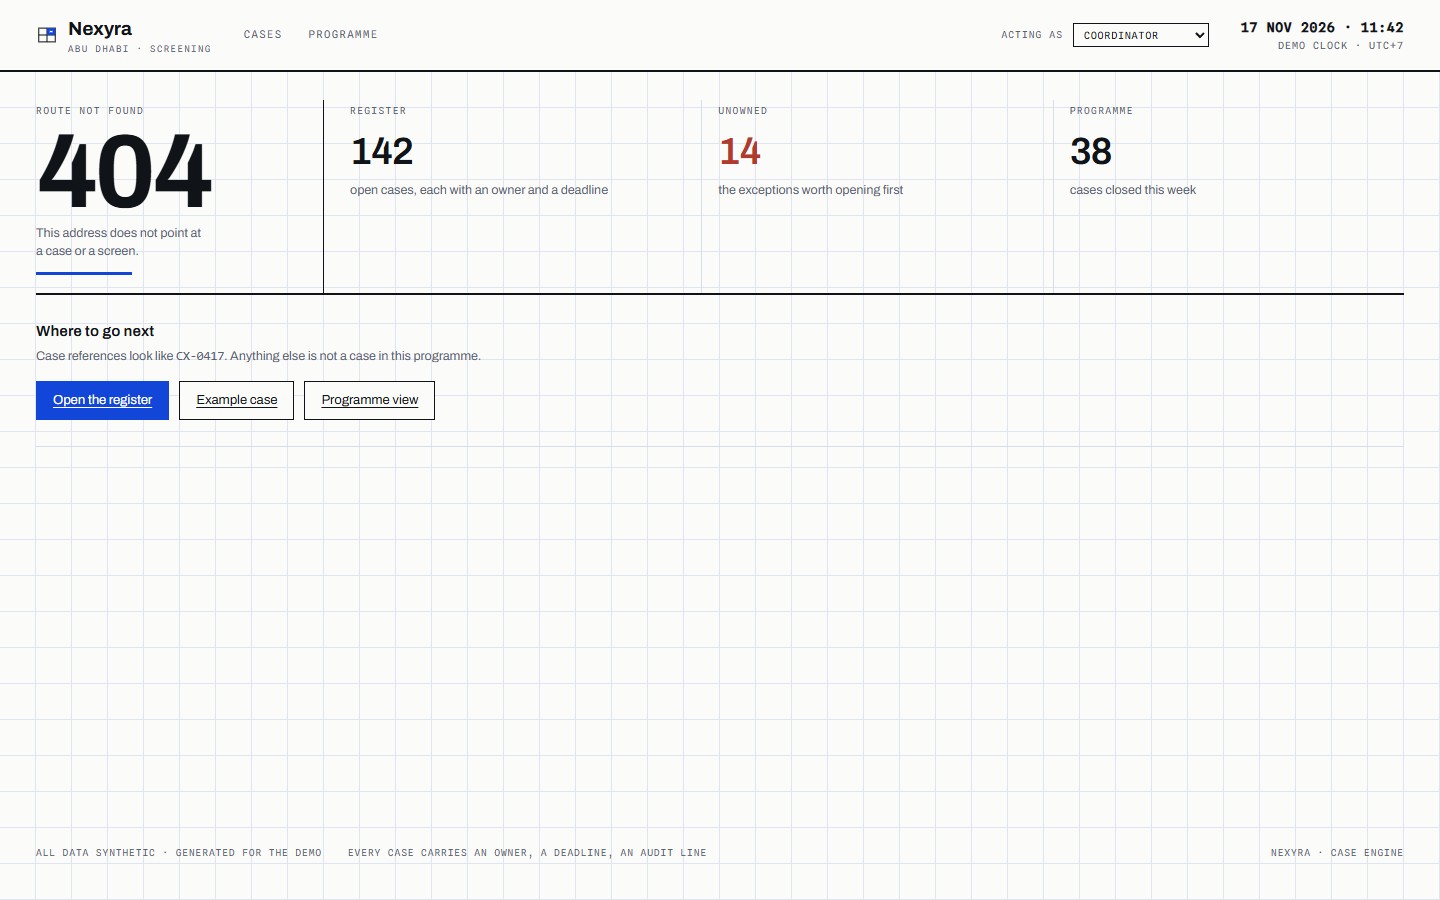 Nexyra
ABU DHABI · SCREENING
CASES
PROGRAMME
ACTING AS
COORDINATOR
17 NOV 2026 · 11:42
DEMO CLOCK · UTC+7
ROUTE NOT FOUND
404
This address does not point at
a case or a screen.
REGISTER
142
open cases, each with an owner and a deadline
UNOWNED
14
the exceptions worth opening first
PROGRAMME
38
cases closed this week
Where to go next
Case references look like CX-0417. Anything else is not a case in this programme.
Open the register
Example case
Programme view
ALL DATA SYNTHETIC · GENERATED FOR THE DEMO
EVERY CASE CARRIES AN OWNER, A DEADLINE, AN AUDIT LINE
NEXYRA · CASE ENGINE